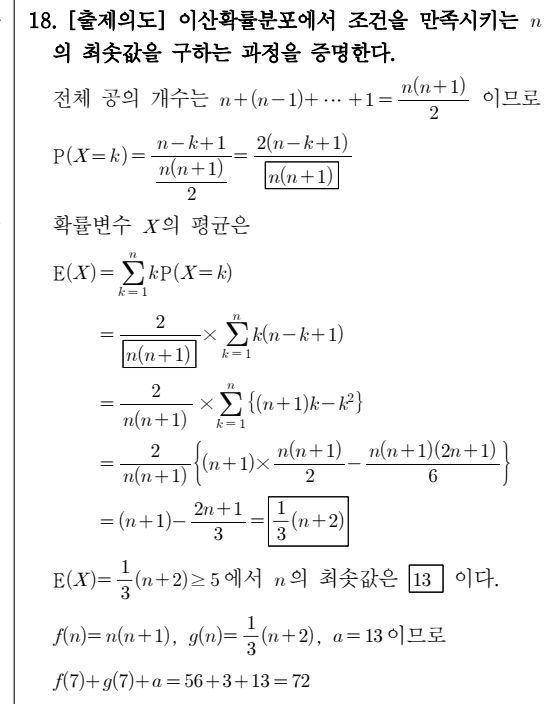 18. [출제의도] 이산확률분포에서 조건을 만족시키는 n
의 최솟값을 구하는 과정을 증명한다.
전체 공의 개수는 n+(n−1)+ ⋯ +1 = n(n+1)/2 이므로
P(X=k) = (n−k+1)/(n(n+1)/2) = 2(n−k+1)/n(n+1)
확률변수 X의 평균은
E(X) = ∑_{k=1}^{n} kP(X=k)
= 2/n(n+1) × ∑_{k=1}^{n} k(n−k+1)
= 2/n(n+1) × ∑_{k=1}^{n} {(n+1)k−k²}
= 2/n(n+1) {(n+1)× n(n+1)/2 − n(n+1)(2n+1)/6}
= (n+1) − (2n+1)/3 = 1/3(n+2)
E(X) = 1/3(n+2) ≥ 5에서 n의 최솟값은 13 이다.
f(n) = n(n+1), g(n) = 1/3(n+2), a = 13이므로
f(7)+g(7)+a = 56+3+13 = 72